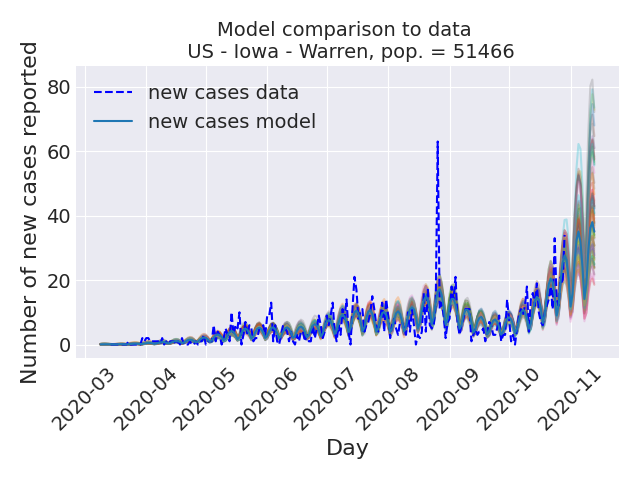 Model comparison to data
US - Iowa - Warren, pop. = 51466
Number of new cases reported
80
60
40
20
0
new cases data
new cases model
2020-03
2020-04
2020-05
2020-06
2020-07
2020-08
2020-09
2020-10
2020-11
Day